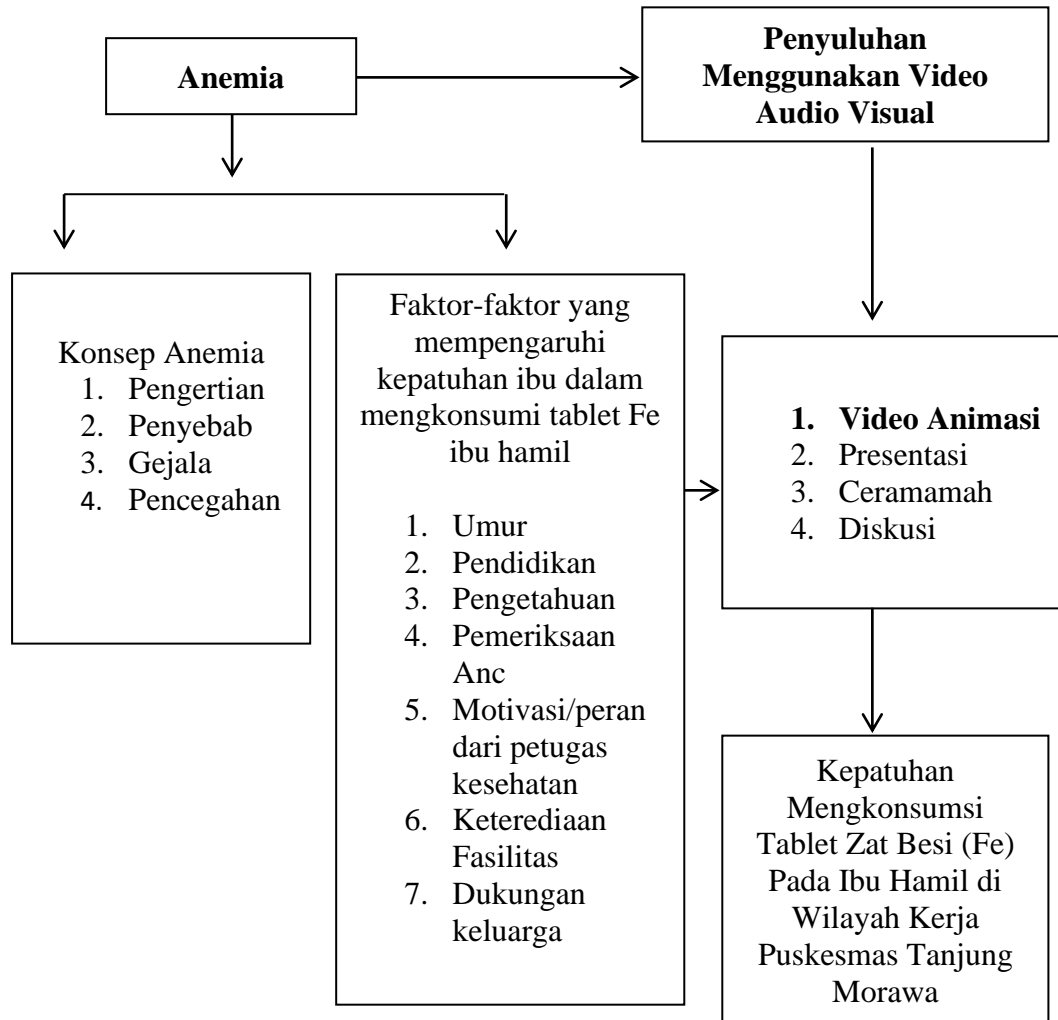 Anemia
Penyuluhan
Menggunakan Video
Audio Visual
Konsep Anemia
1. Pengertian
2. Penyebab
3. Gejala
4. Pencegahan
Faktor-faktor yang
mempengaruhi
kepatuhan ibu dalam
mengkonsumi tablet Fe
ibu hamil
1. Umur
2. Pendidikan
3. Pengetahuan
4. Pemeriksaan
Anc
5. Motivasi/peran
dari petugas
kesehatan
6. Keterediaan
Fasilitas
7. Dukungan
keluarga
1. Video Animasi
2. Presentasi
3. Ceramamah
4. Diskusi
Kepatuhan
Mengkonsumsi
Tablet Zat Besi (Fe)
Pada Ibu Hamil di
Wilayah Kerja
Puskesmas Tanjung
Morawa